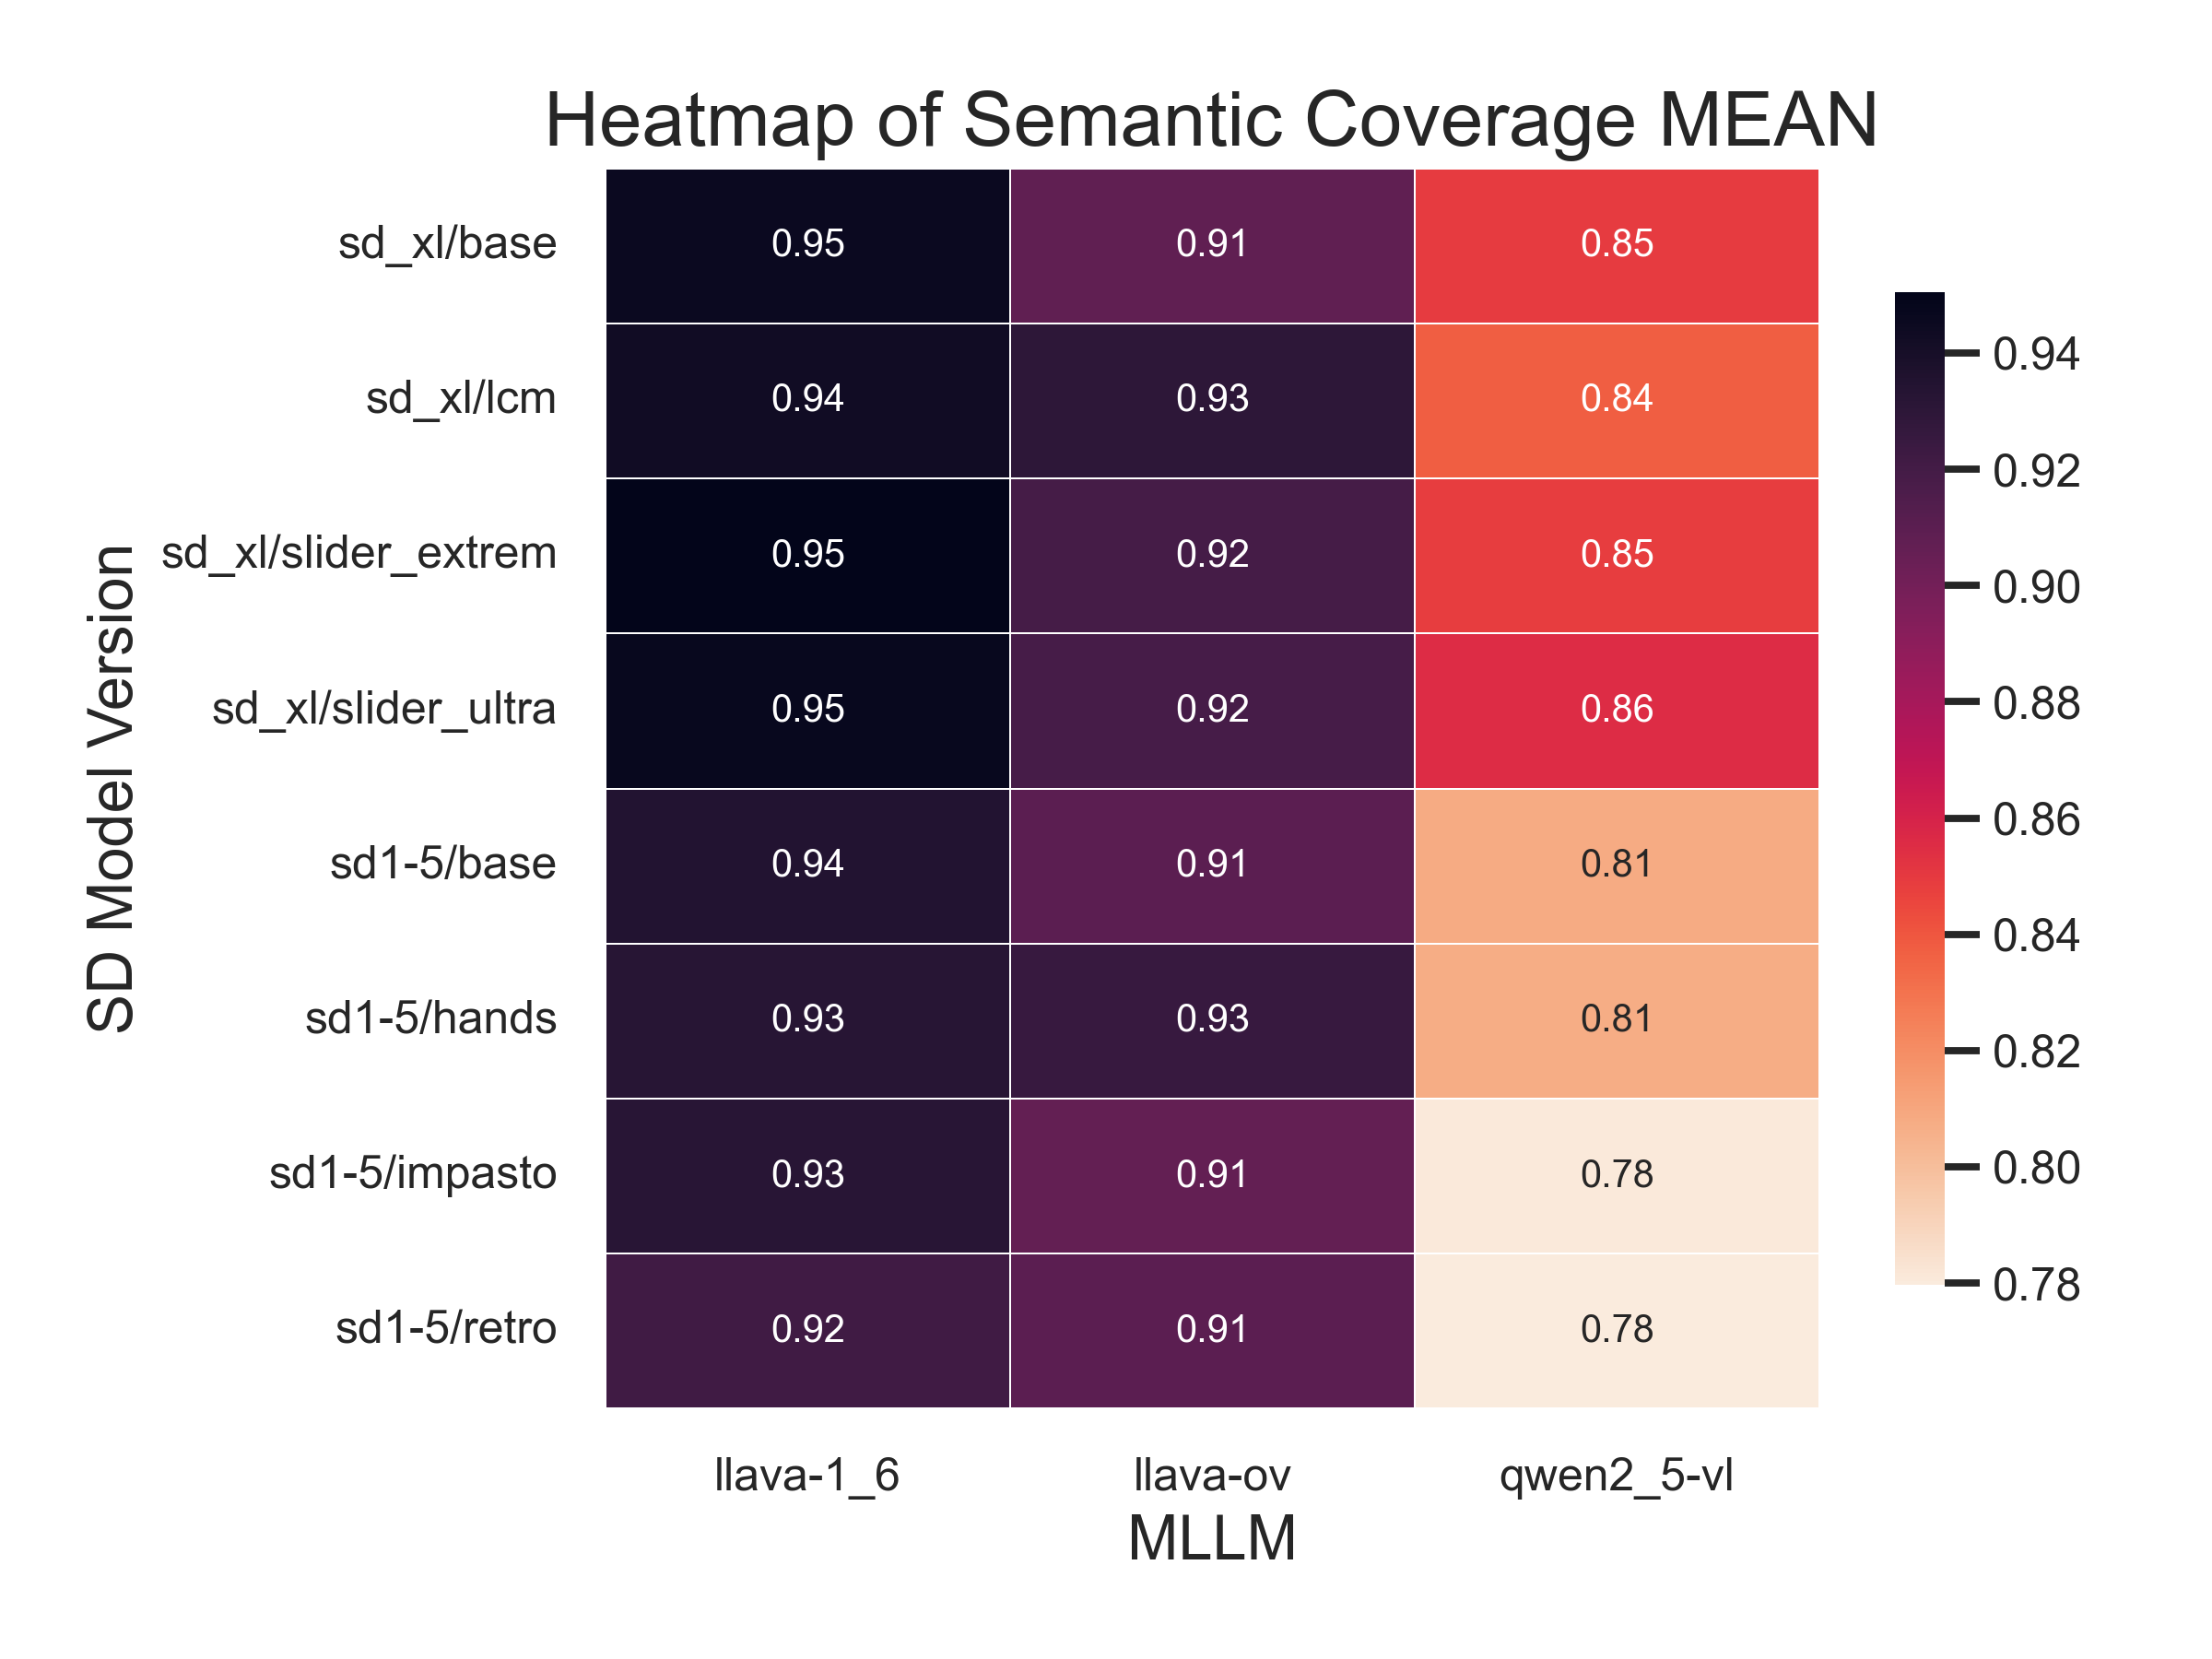 Heatmap of Semantic Coverage MEAN
SD Model Version
sd_xl/base 0.95 0.91 0.85
sd_xl/lcm 0.94 0.93 0.84
sd_xl/slider_extrem 0.95 0.92 0.85
sd_xl/slider_ultra 0.95 0.92 0.86
sd1-5/base 0.94 0.91 0.81
sd1-5/hands 0.93 0.93 0.81
sd1-5/impasto 0.93 0.91 0.78
sd1-5/retro 0.92 0.91 0.78
llava-1_6 llava-ov qwen2_5-vl
MLLM
0.94
0.92
0.90
0.88
0.86
0.84
0.82
0.80
0.78